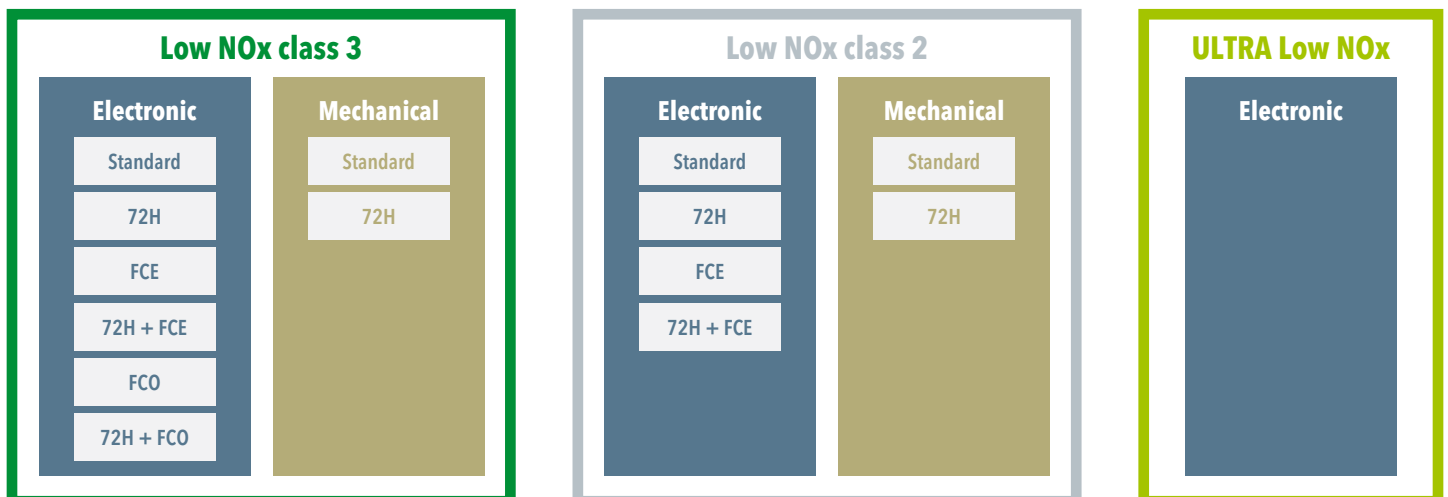 Low NOx class 3
Electronic
Standard
72H
FCE
72H + FCE
FCO
72H + FCO
Mechanical
Standard
72H
Low NOx class 2
Electronic
Standard
72H
FCE
72H + FCE
Mechanical
Standard
72H
ULTRA Low NOx
Electronic